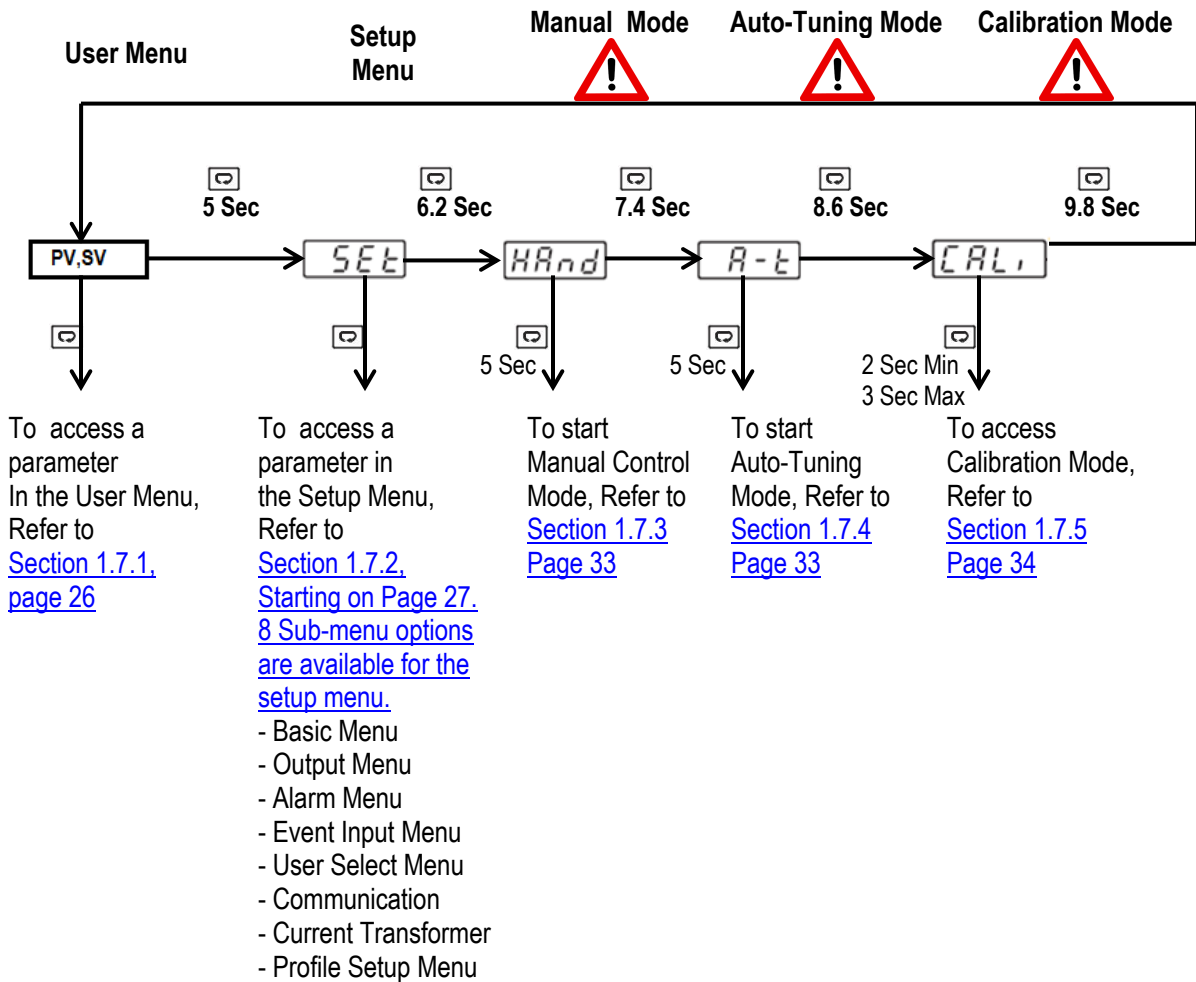 User Menu
Setup
Menu
Manual Mode
Auto-Tuning Mode
Calibration Mode
!
!
!
5 Sec
6.2 Sec
7.4 Sec
8.6 Sec
9.8 Sec
PV,SV
SEt
HAnd
A-t
CALi
5 Sec
5 Sec
2 Sec Min
3 Sec Max
To access a
parameter
In the User Menu,
Refer to
Section 1.7.1,
page 26
To access a
parameter in
the Setup Menu,
Refer to
Section 1.7.2,
Starting on Page 27.
8 Sub-menu options
are available for the
setup menu.
- Basic Menu
- Output Menu
- Alarm Menu
- Event Input Menu
- User Select Menu
- Communication
- Current Transformer
- Profile Setup Menu
To start
Manual Control
Mode, Refer to
Section 1.7.3
Page 33
To start
Auto-Tuning
Mode, Refer to
Section 1.7.4
Page 33
To access
Calibration Mode,
Refer to
Section 1.7.5
Page 34